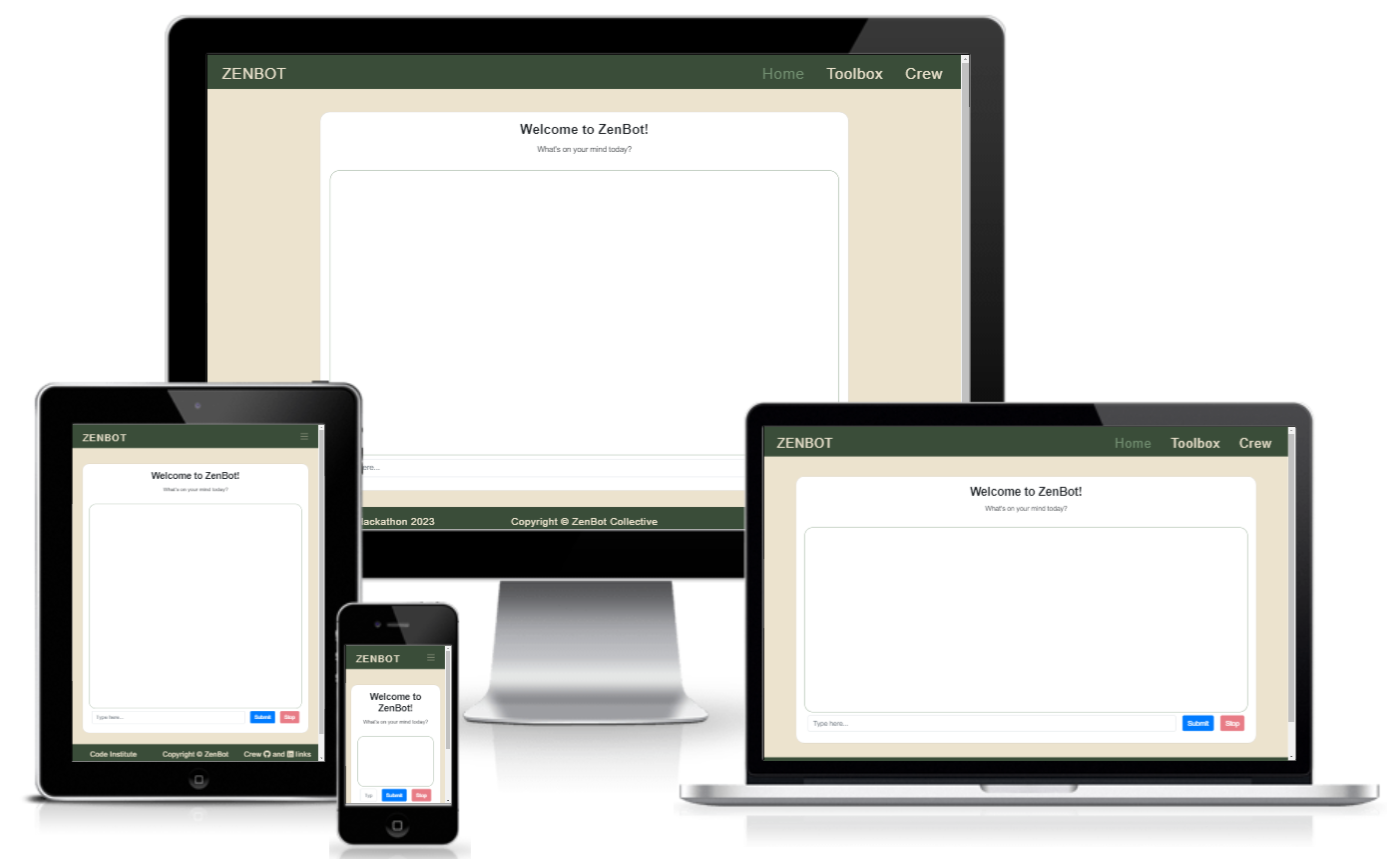 ZENBOT Home Toolbox Crew
Welcome to ZenBot!
What's on your mind today?
ere...
ackathon 2023 Copyright © ZenBot Collective
ZENBOT
Welcome to ZenBot!
What's on your mind today?
Type here... Submit Stop
Code Institute Copyright © ZenBot Crew and links
ZENBOT
Welcome to
ZenBot!
What's on your mind today?
Typ Submit Stop
ZENBOT Home Toolbox Crew
Welcome to ZenBot!
What's on your mind today?
Type here... Submit Stop